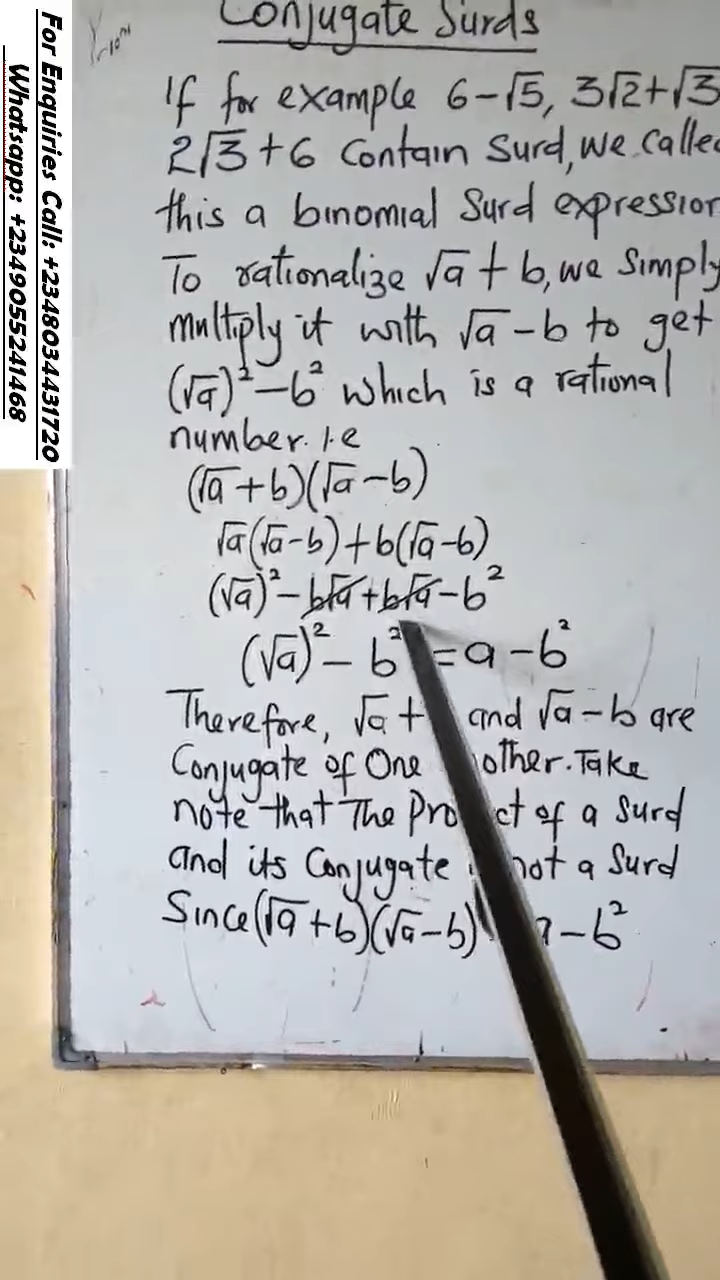 For Enquiries Call: +2348034431720
Whatsapp: +2349055241468
Conjugate Surds
If for example 6-√5, 3√2+√3
2√3+6 Contain Surd, we.Calle
this a binomial Surd expression
To rationalize √a + b, we Simply
multiply it with √a - b to get
(√a)² - b² which is a rational
number. i.e
(√a + b)(√a - b)
√a(√a-b)+b(√a-b)
(√a)² - b√a + b√a - b²
(√a)² - b² = a - b²
Therefore, √a + and √a - b are
Conjugate of One other. Take
note that The Pro ct of a Surd
and its Conjugate not a Surd
Since (√a + b)(√a - b) - b²